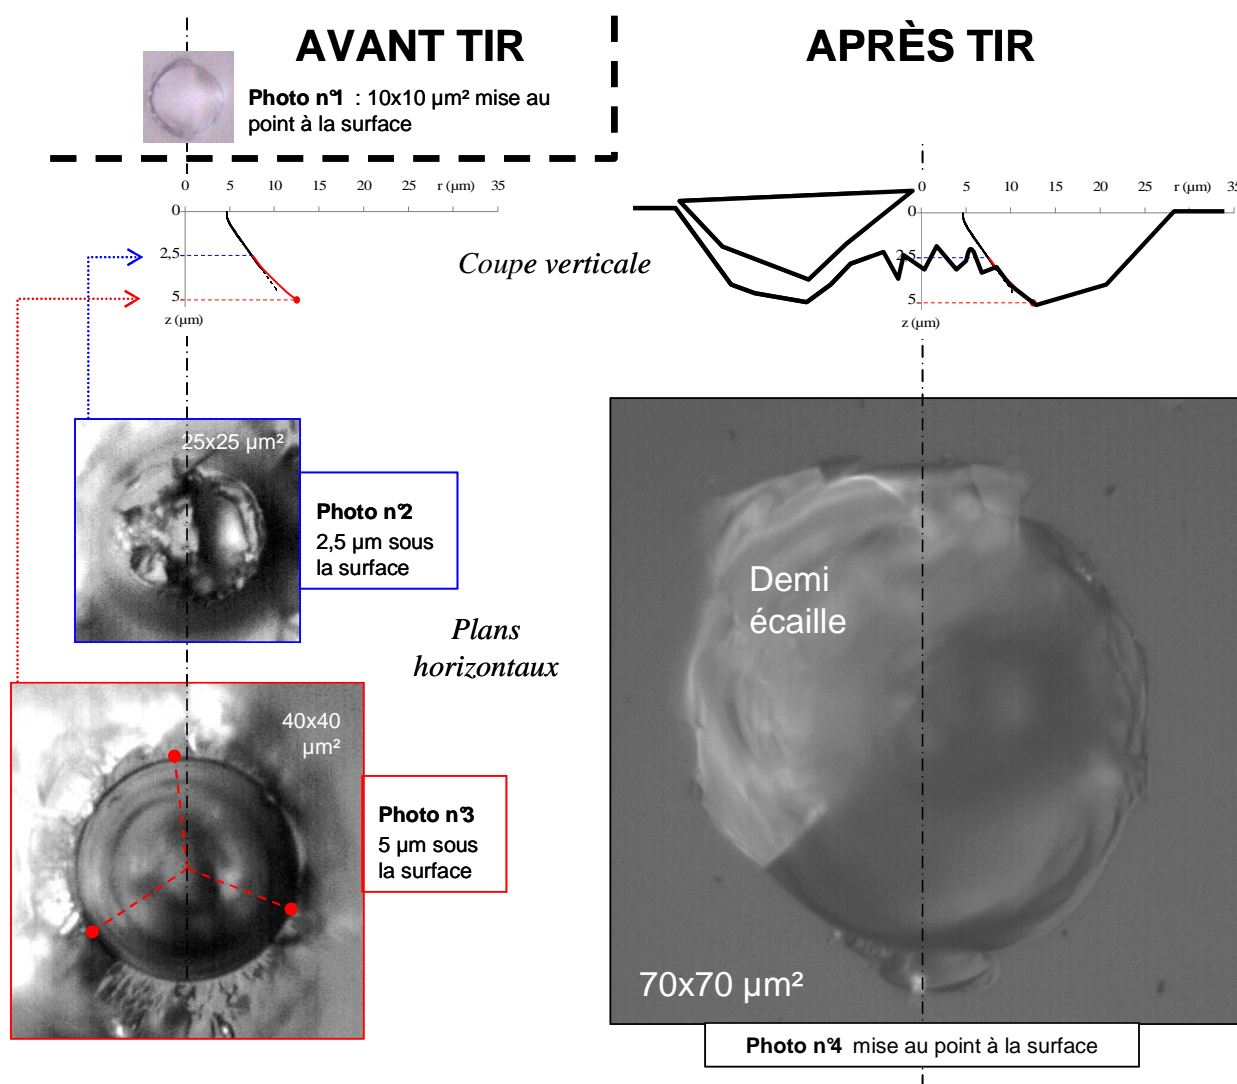 AVANT TIR
APRÈS TIR
Photo n°1 : 10x10 µm² mise au
point à la surface
0 5 10 15 20 25 r (µm) 35
0
2,5
5
z (µm)
Coupe verticale
0 5 10 15 20 r (µm) 35
0
2,5
5
z (µm)
25x25 µm²
Photo n°2
2,5 µm sous
la surface
Plans
horizontaux
40x40
µm²
Photo n°3
5 µm sous
la surface
Demi
écaille
70x70 µm²
Photo n°4 mise au point à la surface